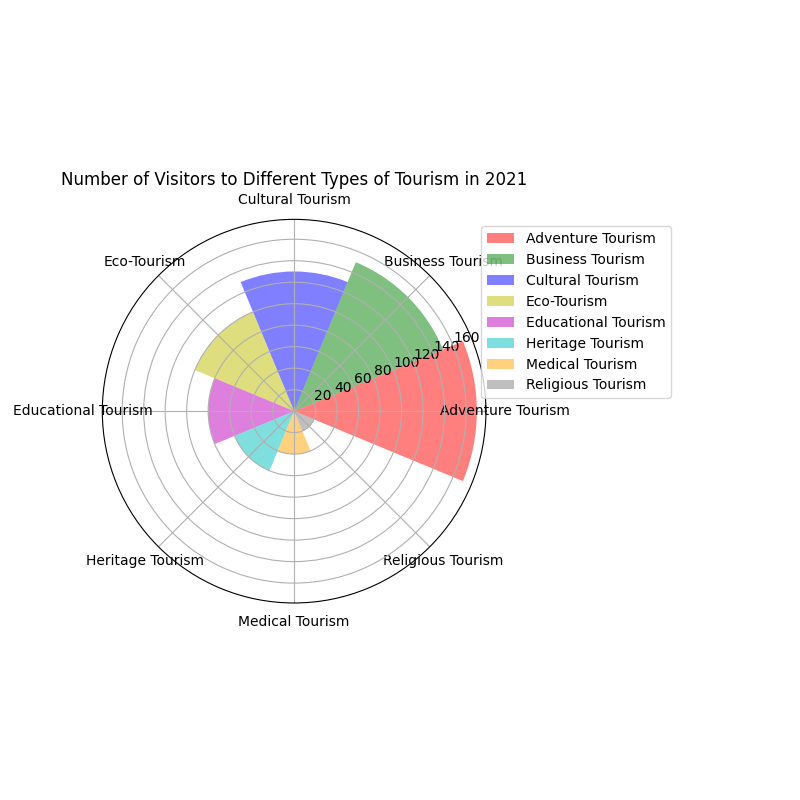 Number of Visitors to Different Types of Tourism in 2021
Cultural Tourism
Eco-Tourism
Business Tourism
Educational Tourism
Adventure Tourism
Heritage Tourism
Religious Tourism
Medical Tourism
20
40
60
80
100
120
140
160
Adventure Tourism
Business Tourism
Cultural Tourism
Eco-Tourism
Educational Tourism
Heritage Tourism
Medical Tourism
Religious Tourism